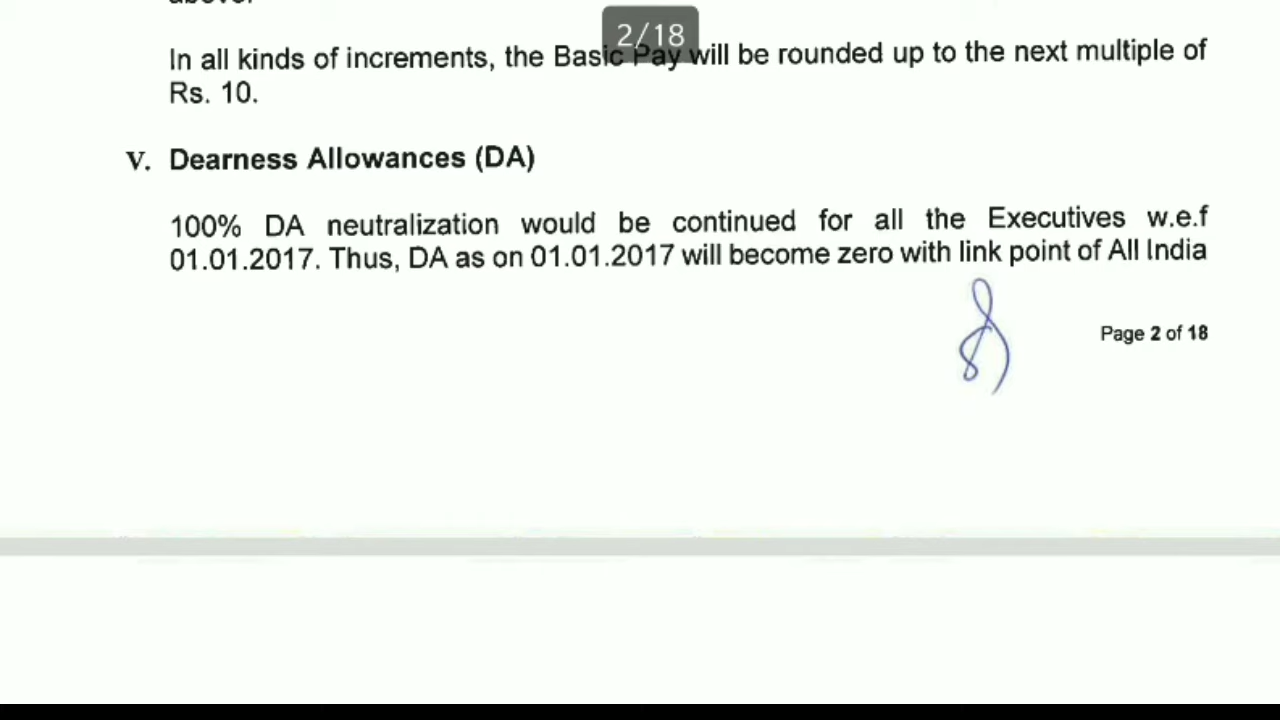 In all kinds of increments, the Basic Pay will be rounded up to the next multiple of
2/18
Rs. 10.
V. Dearness Allowances (DA)
100% DA neutralization would be continued for all the Executives w.e.f
01.01.2017. Thus, DA as on 01.01.2017 will become zero with link point of All India
Page 2 of 18